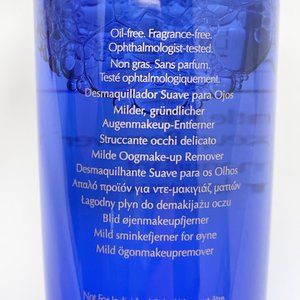 Oil-free. Fragrance-free.
Ophthalmologist-tested.
Non gras. Sans parfum.
Testé ophtalmologiquement.
Desmaquillador Suave para Ojos
Milder, gründlicher
Augenmakeup-Entferner
Struccante occhi delicato
Milde Oogmake-up Remover
Desmaquilhante Suave para os Olhos
Απαλό προϊόν για ντε-μακιγιάζ ματιών
Łagodny płyn do demakijażu oczu
Blid øjenmakeupfjerner
Mild sminkefjerner for øyne
Mild ögonmakeupremover
Not For